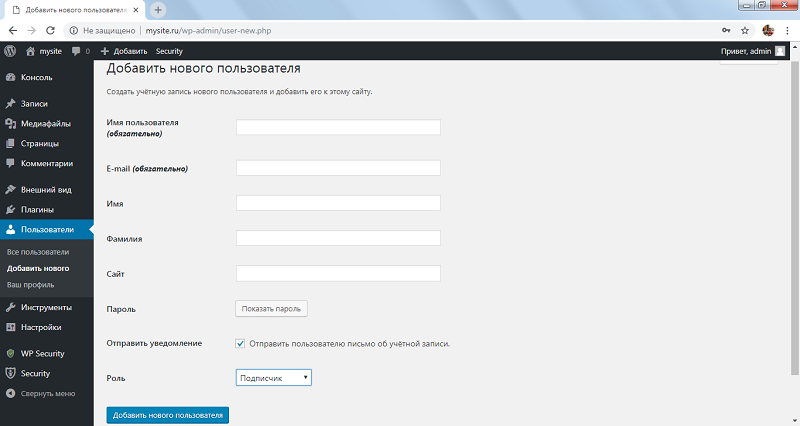 Добавить нового пользователя
Не защищено | mysite.ru/wp-admin/user-new.php
mysite 0 Добавить Security Привет, admin
Консоль
Записи
Медиафайлы
Страницы
Комментарии
Внешний вид
Плагины
Пользователи
Все пользователи
Добавить нового
Ваш профиль
Инструменты
Настройки
WP Security
Security
Свернуть меню
Добавить нового пользователя
Создать учётную запись нового пользователя и добавить его к этому сайту.
Имя пользователя
(обязательно)
E-mail (обязательно)
Имя
Фамилия
Сайт
Пароль Показать пароль
Отправить уведомление Отправить пользователю письмо об учётной записи.
Роль Подписчик
Добавить нового пользователя